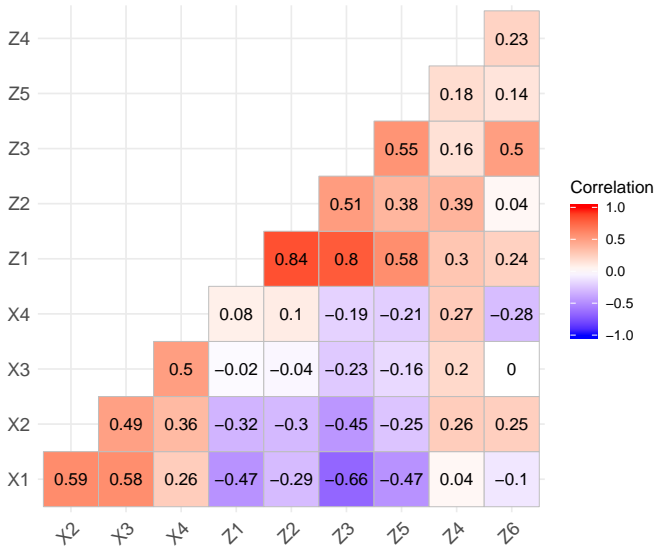 Z4 0.23
Z5 0.18 0.14
Z3 0.55 0.16 0.5
Z2 0.51 0.38 0.39 0.04
Z1 0.84 0.8 0.58 0.3 0.24
X4 0.08 0.1 −0.19 −0.21 0.27 −0.28
X3 0.5 −0.02 −0.04 −0.23 −0.16 0.2 0
X2 0.49 0.36 −0.32 −0.3 −0.45 −0.25 0.26 0.25
X1 0.59 0.58 0.26 −0.47 −0.29 −0.66 −0.47 0.04 −0.1
X2 X3 X4 Z1 Z2 Z3 Z5 Z4 Z6
Correlation
1.0
0.5
0.0
−0.5
−1.0